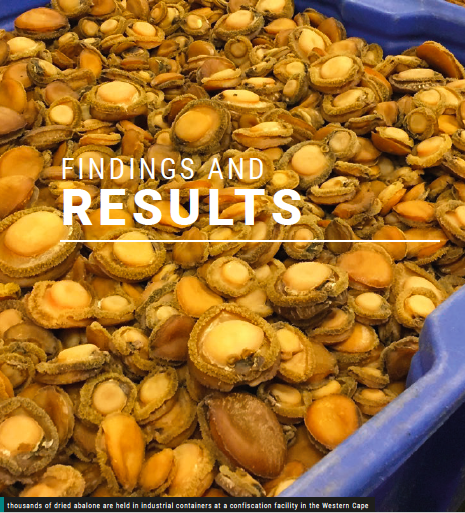 FINDINGS AND
RESULTS
thousands of dried abalone are held in industrial containers at a confiscation facility in the Western Cape